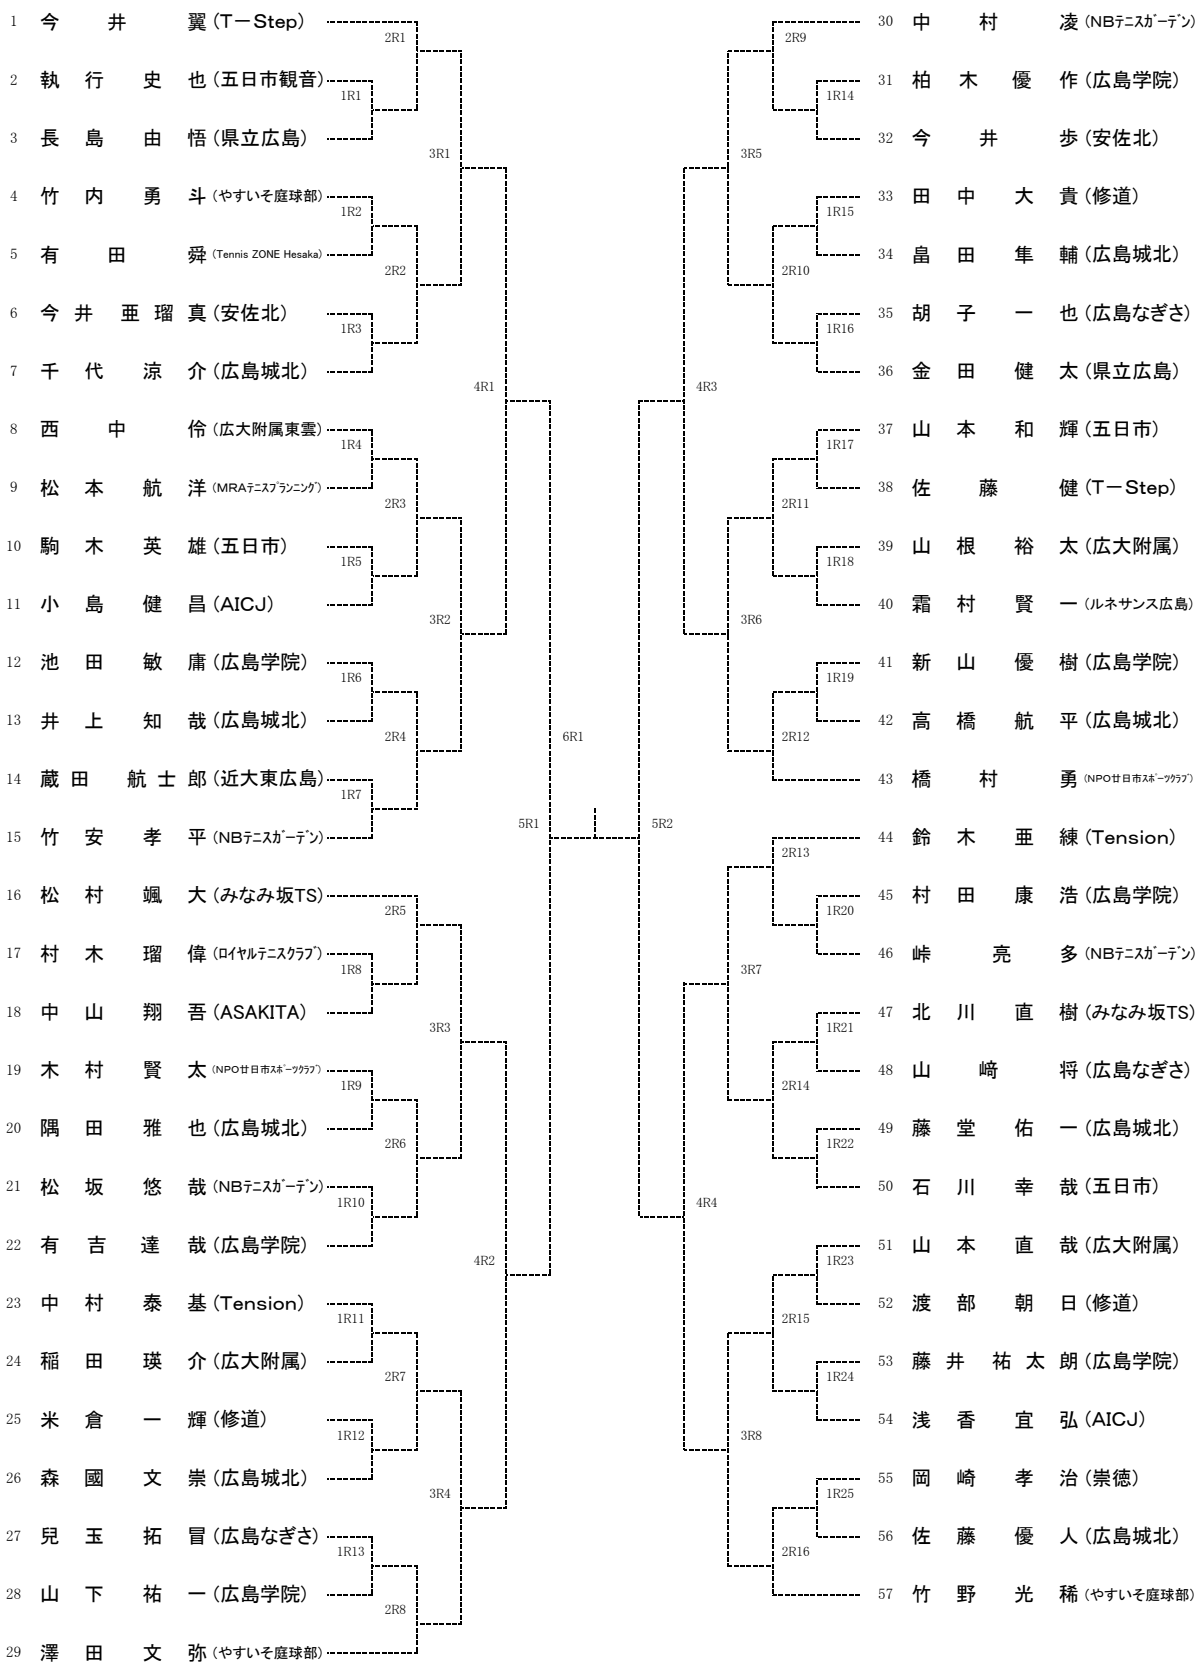 1 今井 翼 (T－Step)
2 執行史也 (五日市観音)
3 長島由悟 (県立広島)
4 竹内勇斗 (やすいそ庭球部)
5 有田 舜 (Tennis ZONE Hesaka)
6 今井亜瑠真 (安佐北)
7 千代涼介 (広島城北)
8 西中 伶 (広大附属東雲)
9 松本航洋 (MRAﾃﾆｽﾌﾟﾗﾝﾆﾝｸﾞ)
10 駒木英雄 (五日市)
11 小島健昌 (AICJ)
12 池田敏庸 (広島学院)
13 井上知哉 (広島城北)
14 蔵田航士郎 (近大東広島)
15 竹安孝平 (NBﾃﾆｽｶﾞｰﾃﾞﾝ)
16 松村颯大 (みなみ坂TS)
17 村木瑠偉 (ﾛｲﾔﾙﾃﾆｽｸﾗﾌﾞ)
18 中山翔吾 (ASAKITA)
19 木村賢太 (NPO廿日市ｽﾎﾟｰﾂｸﾗﾌﾞ)
20 隅田雅也 (広島城北)
21 松坂悠哉 (NBﾃﾆｽｶﾞｰﾃﾞﾝ)
22 有吉達哉 (広島学院)
23 中村泰基 (Tension)
24 稲田瑛介 (広大附属)
25 米倉一輝 (修道)
26 森國文崇 (広島城北)
27 兒玉拓冒 (広島なぎさ)
28 山下祐一 (広島学院)
29 澤田文弥 (やすいそ庭球部)
1R1
1R2
1R3
1R4
1R5
1R6
1R7
1R8
1R9
1R10
1R11
1R12
1R13
2R1
2R2
2R3
2R4
2R5
2R6
2R7
2R8
3R1
3R2
3R3
3R4
4R1
4R2
5R1
6R1
5R2
4R3
4R4
3R5
3R6
3R7
3R8
2R9
2R10
2R11
2R12
2R13
2R14
2R15
2R16
1R14
1R15
1R16
1R17
1R18
1R19
1R20
1R21
1R22
1R23
1R24
1R25
30 中村 凌 (NBﾃﾆｽｶﾞｰﾃﾞﾝ)
31 柏木優作 (広島学院)
32 今井 歩 (安佐北)
33 田中大貴 (修道)
34 畠田隼輔 (広島城北)
35 胡子一也 (広島なぎさ)
36 金田健太 (県立広島)
37 山本和輝 (五日市)
38 佐藤 健 (T－Step)
39 山根裕太 (広大附属)
40 霜村賢一 (ルネサンス広島)
41 新山優樹 (広島学院)
42 高橋航平 (広島城北)
43 橋村 勇 (NPO廿日市ｽﾎﾟｰﾂｸﾗﾌﾞ)
44 鈴木亜練 (Tension)
45 村田康浩 (広島学院)
46 峠 亮多 (NBﾃﾆｽｶﾞｰﾃﾞﾝ)
47 北川直樹 (みなみ坂TS)
48 山﨑 将 (広島なぎさ)
49 藤堂佑一 (広島城北)
50 石川幸哉 (五日市)
51 山本直哉 (広大附属)
52 渡部朝日 (修道)
53 藤井祐太朗 (広島学院)
54 浅香宜弘 (AICJ)
55 岡崎孝治 (崇徳)
56 佐藤優人 (広島城北)
57 竹野光稀 (やすいそ庭球部)